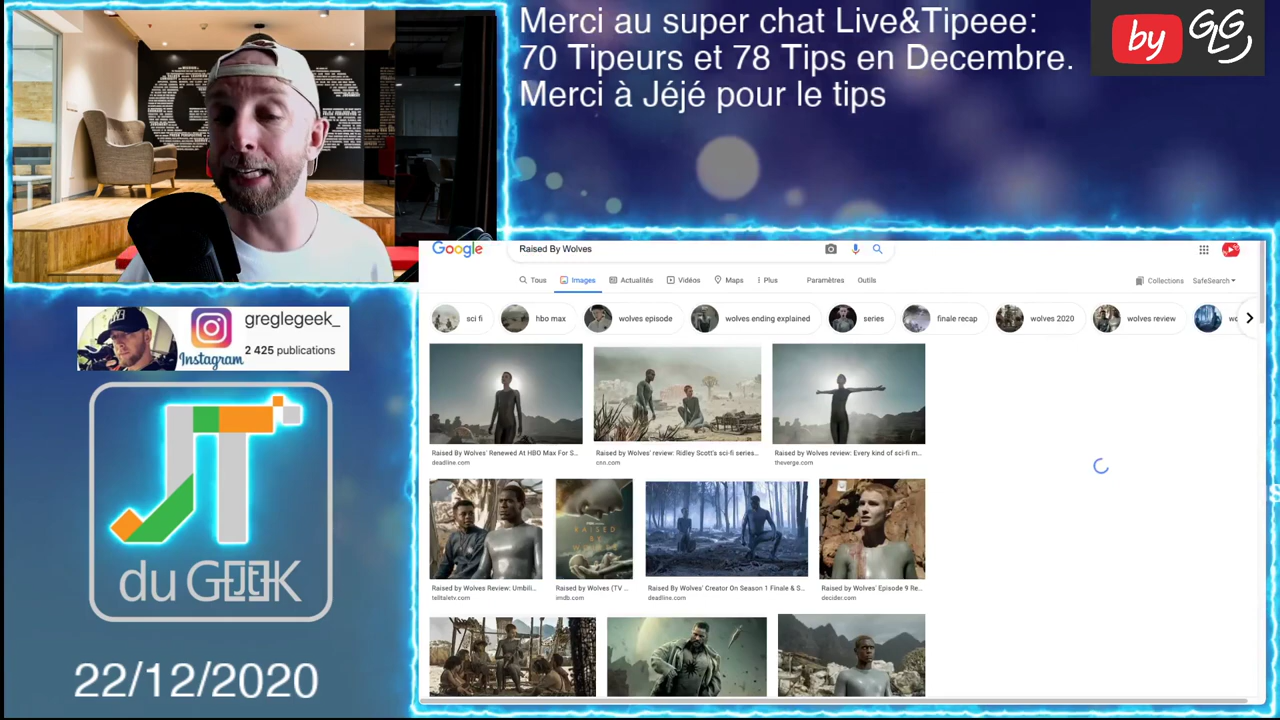 Merci au super chat Live&Tipeee:
70 Tipeurs et 78 Tips en Decembre.
Merci à Jéjé pour le tips
by GLG
greglegeek_
2 425 publications
Instagram
JT
du GEEK
22/12/2020
Google
Raised By Wolves
Tous
Images
Actualités
Vidéos
Maps
Plus
Paramètres
Outils
Collections
SafeSearch
sci fi
hbo max
wolves episode
wolves ending explained
series
finale recap
wolves 2020
wolves review
Raised By Wolves' Renewed At HBO Max For S...
deadline.com
Raised By Wolves' review: Ridley Scott's sci-fi series...
cnn.com
Raised by Wolves review: Every kind of sci-fi m...
theverge.com
RAISED
Raised by Wolves Review: Umbili...
telltaletv.com
Raised by Wolves (TV ...
imdb.com
Raised By Wolves' Creator On Season 1 Finale & S...
deadline.com
Raised by Wolves' Episode 9 Re...
decider.com